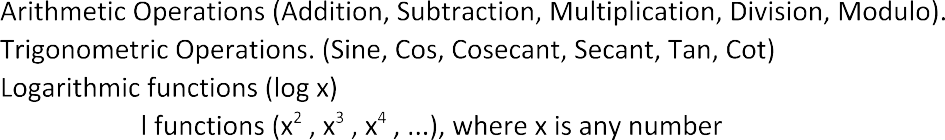 Arithmetic Operations (Addition, Subtraction, Multiplication, Division, Modulo).
Trigonometric Operations. (Sine, Cos, Cosecant, Secant, Tan, Cot)
Logarithmic functions (log x)
l functions (x² , x³ , x⁴ , ...), where x is any number